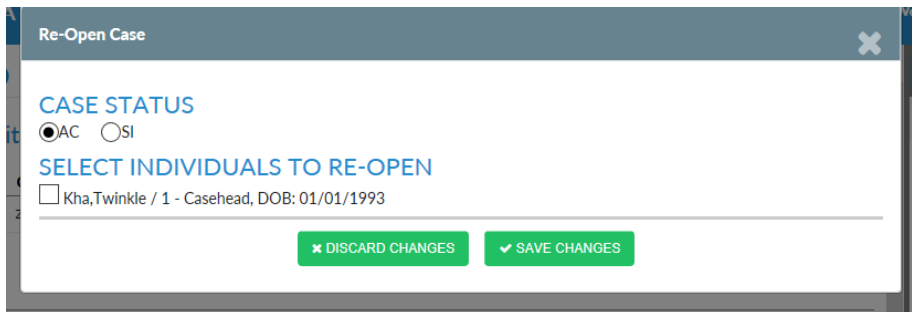 Re-Open Case
CASE STATUS
AC SI
SELECT INDIVIDUALS TO RE-OPEN
Kha,Twinkle / 1 - Casehead, DOB: 01/01/1993
DISCARD CHANGES SAVE CHANGES